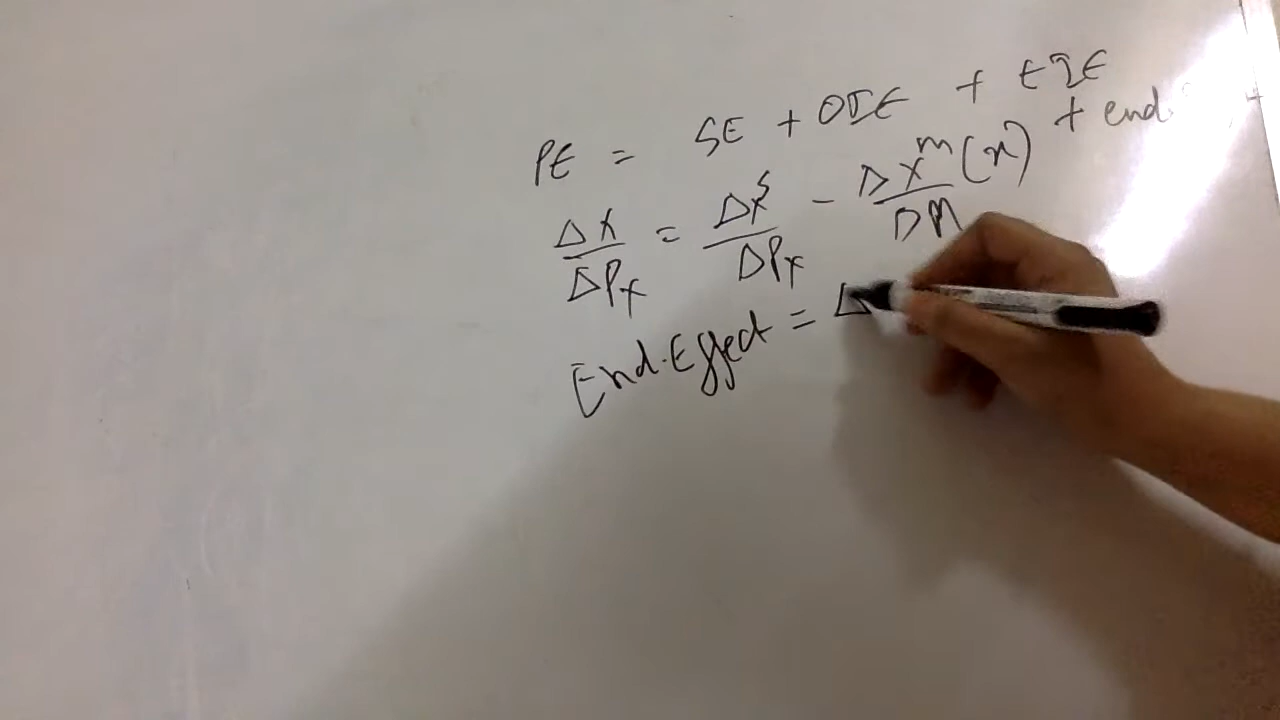 PE = SE + OIE + EIE
+ end.
ΔX/ΔPx = ΔX^s/ΔPx - ΔX^m/ΔM (x)
End.Effect = Δ